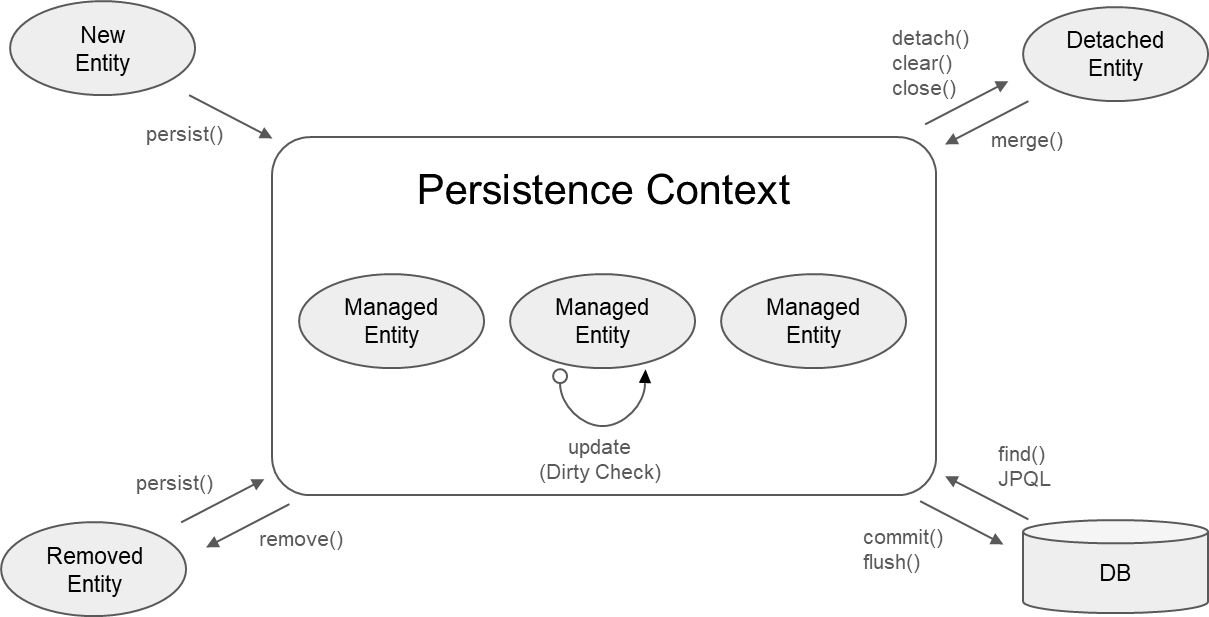 New
Entity
detach()
clear()
close()
Detached
Entity
persist()
merge()
Persistence Context
Managed
Entity
Managed
Entity
Managed
Entity
update
(Dirty Check)
find()
JPQL
persist()
remove()
commit()
flush()
Removed
Entity
DB